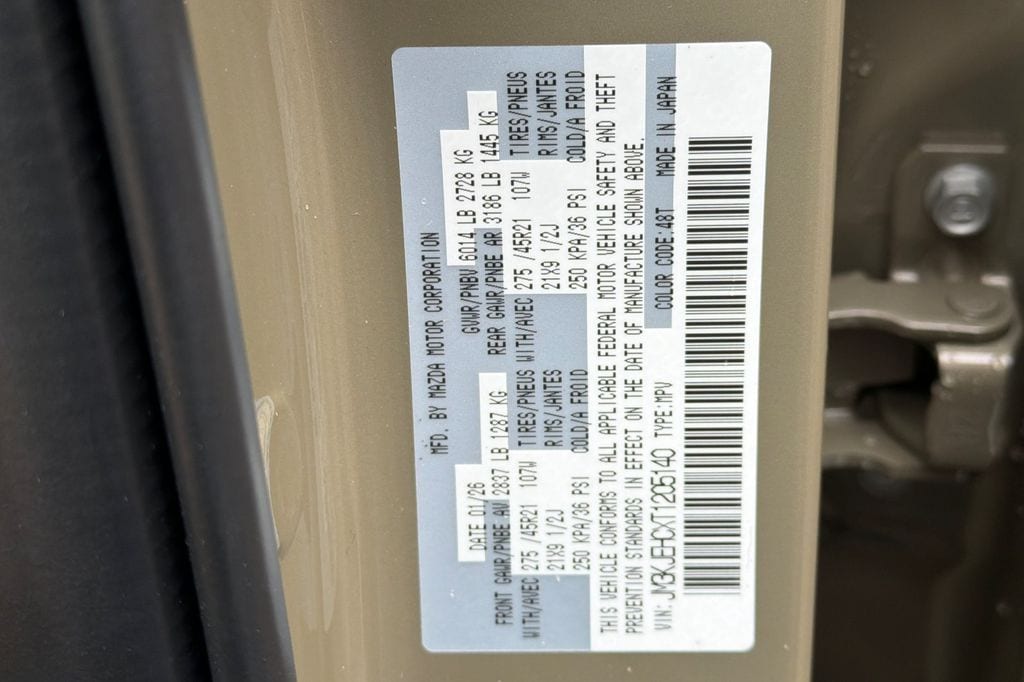 MFD. BY MAZDA MOTOR CORPORATION
DATE 01/26 GVWR/PNBV 6014 LB 2728 KG
FRONT GAWR/PNBE AV 2837 LB 1287 KG REAR GAWR/PNBE AR 3186 LB 1445 KG
WITH/AVEC 275 /45R21 107W TIRES/PNEUS WITH/AVEC 275 /45R21 107W TIRES/PNEUS
21X9 1/2J RIMS/JANTES 21X9 1/2J RIMS/JANTES
250 KPA/36 PSI COLD/A FROID 250 KPA/36 PSI COLD/A FROID
THIS VEHICLE CONFORMS TO ALL APPLICABLE FEDERAL MOTOR VEHICLE SAFETY AND THEFT
PREVENTION STANDARDS IN EFFECT ON THE DATE OF MANUFACTURE SHOWN ABOVE.
VIN: JM3KJEHCXT1205140 TYPE:MPV COLOR CODE.48T MADE IN JAPAN